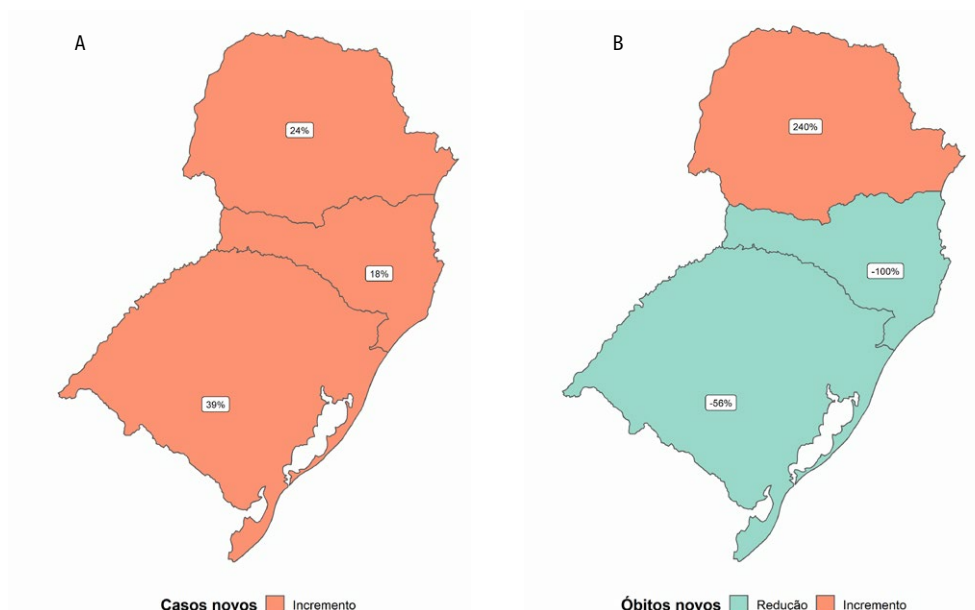 A
24%
18%
39%
Casos novos Incremento
B
240%
-100%
-56%
Óbitos novos Redução Incremento